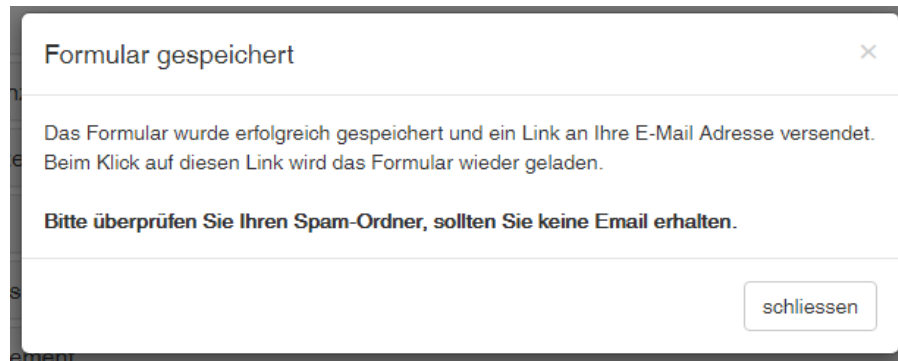 Formular gespeichert
×
Das Formular wurde erfolgreich gespeichert und ein Link an Ihre E-Mail Adresse versendet.
Beim Klick auf diesen Link wird das Formular wieder geladen.
Bitte überprüfen Sie Ihren Spam-Ordner, sollten Sie keine Email erhalten.
schliessen